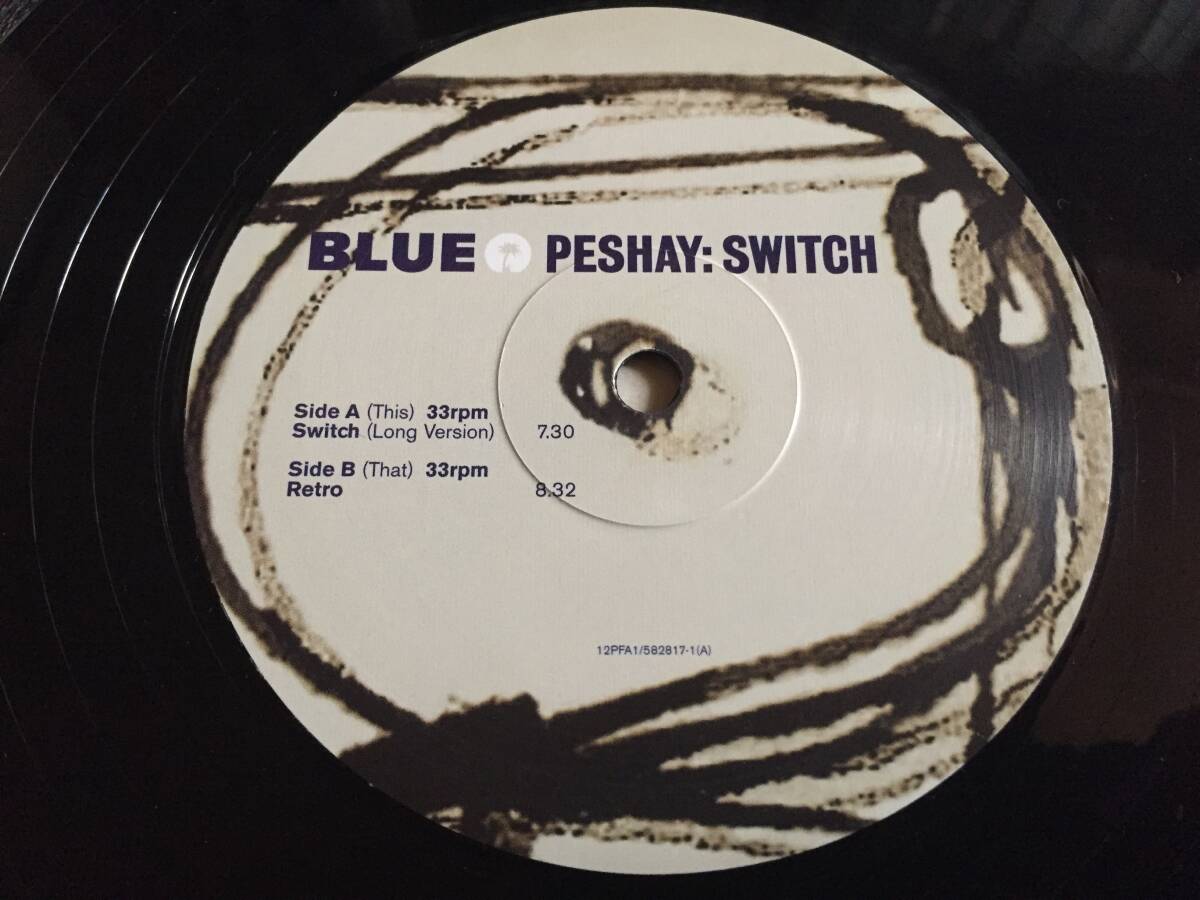 BLUE PESHAY: SWITCH
Side A (This) 33rpm
Switch (Long Version) 7.30
Side B (That) 33rpm
Retro 8.32
12PFA1/582817-1(A)